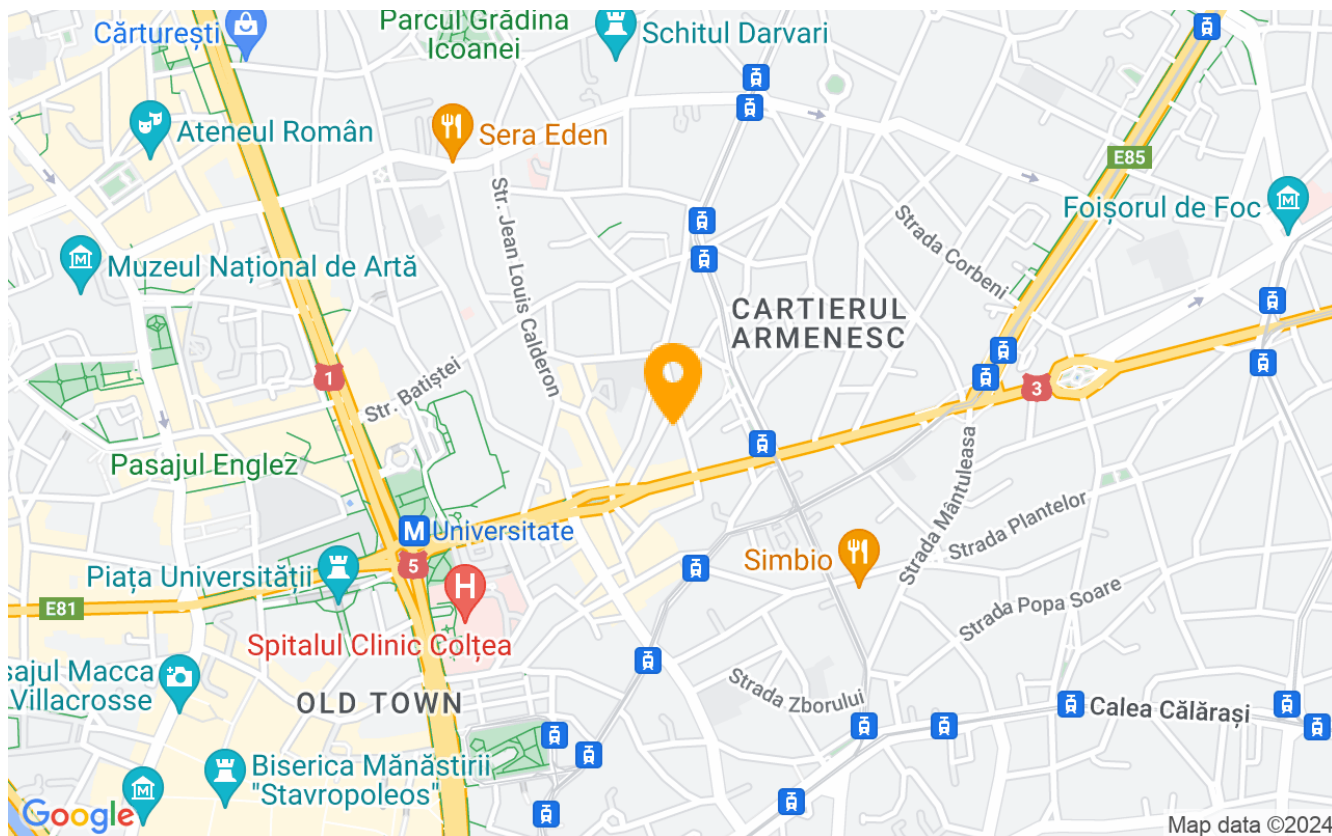 Cărturești
Parcul Grădina
Icoanei
Schitul Darvari
Ateneul Român
Sera Eden
E85
Foișorul de Foc
Str. Jean Louis Calderon
Strada Corbeni
Muzeul Național de Artă
CARTIERUL
ARMENESC
1
Str. Batiștei
3
Pasajul Englez
Strada Mântuleasa
Strada Plantelor
M
Universitate
Simbio
5
Piața Universității
H
Strada Popa Soare
E81
Spitalul Clinic Colțea
sajul Macca
Villacrosse
OLD TOWN
Strada Zborului
Calea Călărași
Biserica Mănăstirii
"Stavropoleos"
Google
Map data ©2024